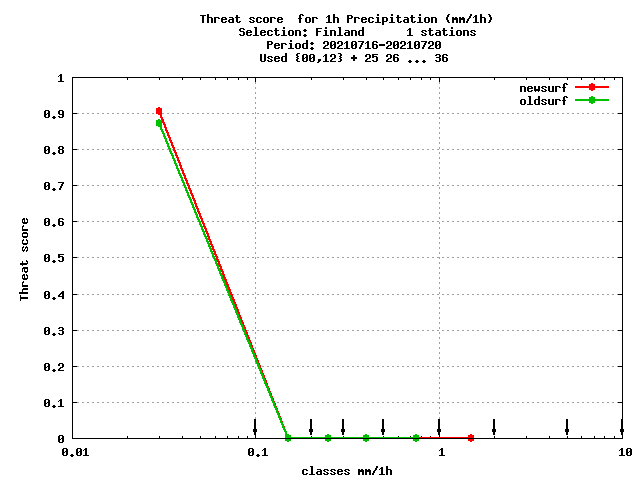 Threat score  for 1h Precipitation (mm/1h)
Selection: Finland      1 stations
Period: 20210716-20210720
Used {00,12} + 25 26 ... 36
newsurf
oldsurf
1
0.9
0.8
0.7
0.6
0.5
0.4
0.3
0.2
0.1
0
Threat score
0.01
0.1
1
10
classes mm/1h